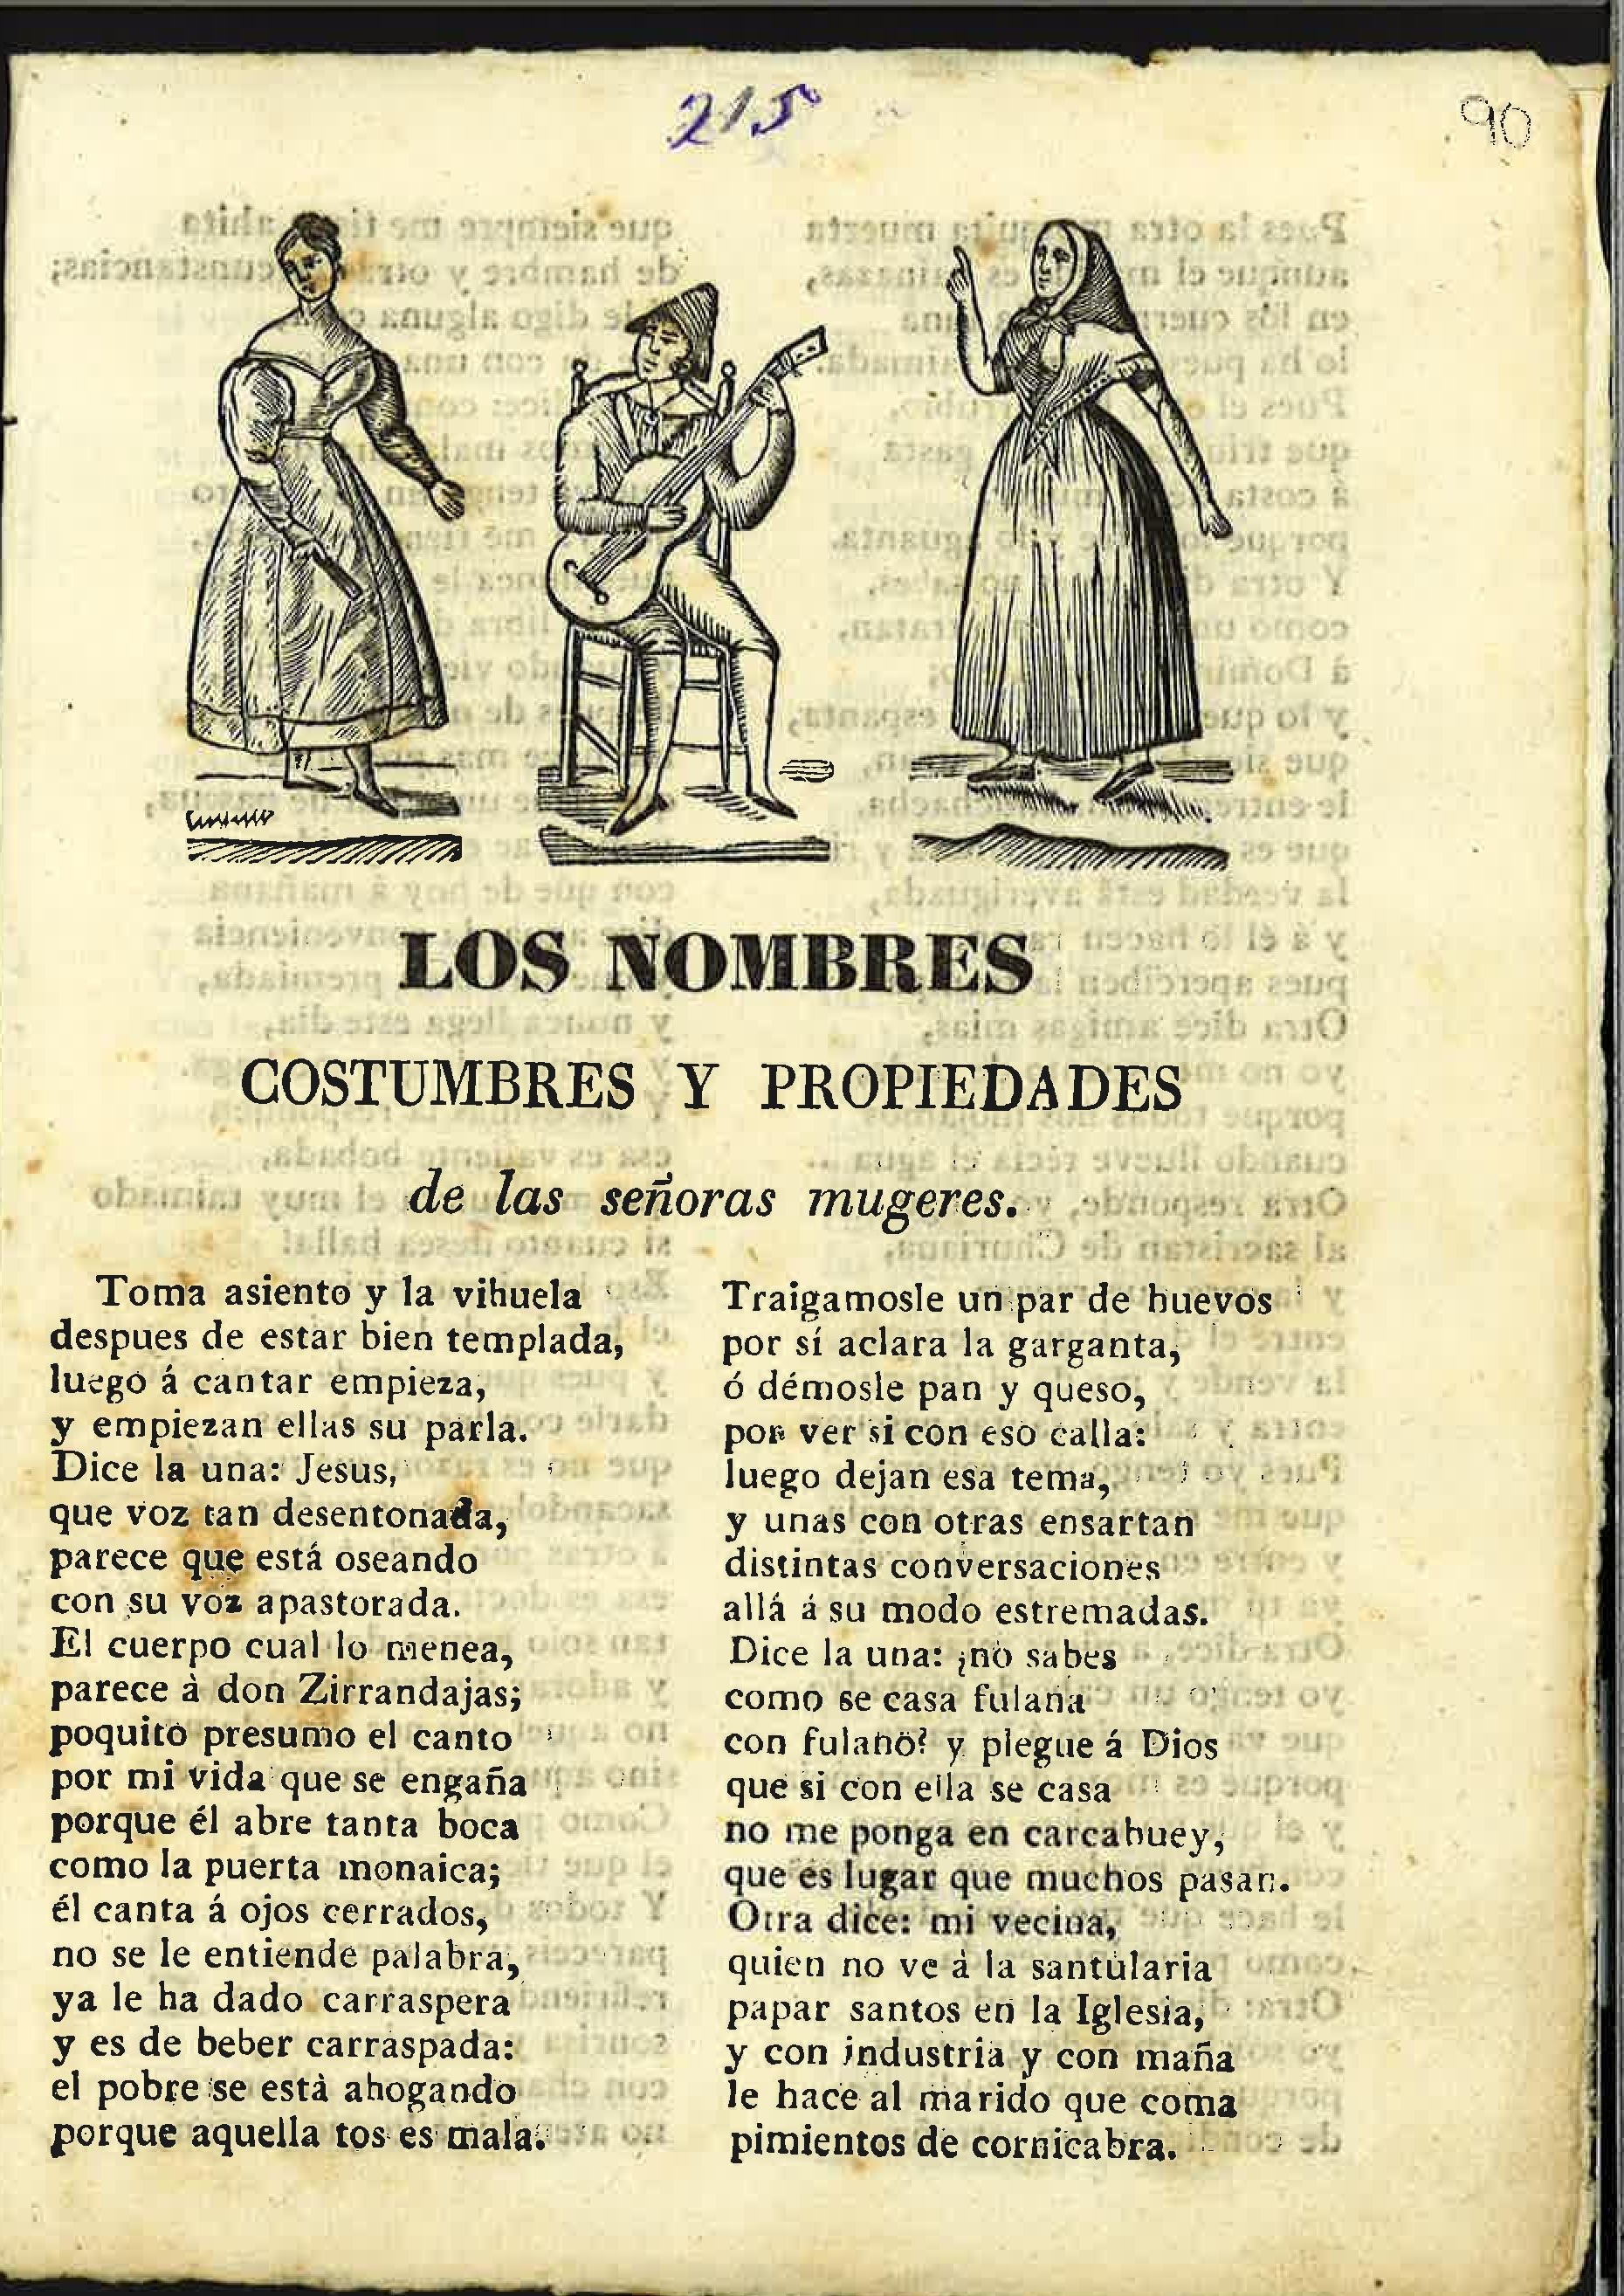 215
90
LOS NOMBRES
COSTUMBRES Y PROPIEDADES
de las señoras mugeres.
Toma asiento y la vihuela
despues de estar bien templada,
luego á cantar empieza,
y empiezan ellas su parla.
Dice la una: Jesus,
que voz tan desentonada,
parece que está oseando
con su voz apastorada.
El cuerpo cual lo menea,
parece à don Zirrandajas;
poquito presumo el canto
por mi vida que se engaña
porque él abre tanta boca
como la puerta monaica;
él canta á ojos cerrados,
no se le entiende palabra,
ya le ha dado carraspera
y es de beber carraspada:
el pobre se està ahogando
porque aquella tos es mala.
Traigamosle un par de huevos
por sí aclara la garganta,
ó démosle pan y queso,
por ver si con eso calla:
luego dejan esa tema,
y unas con otras ensartan
distintas conversaciones
allá á su modo estremadas.
Dice la una: ¿no sabes
como se casa fulana
con fulano? y plegue á Dios
que si con ella se casa
no me ponga en carcabuey,
que es lugar que muchos pasan.
Otra dice: mi vecina,
quien no ve à la santularia
papar santos en la Iglesia,
y con industria y con maña
le hace al marido que coma
pimientos de cornicabra.